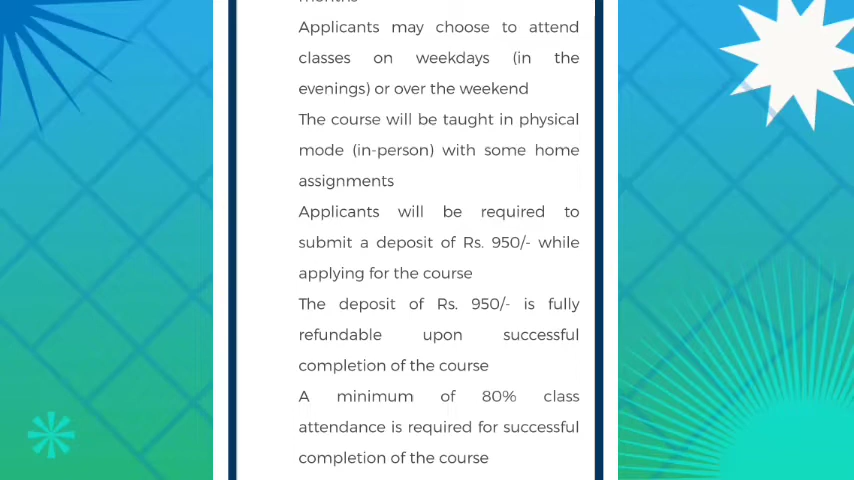 months
Applicants may choose to attend
classes on weekdays (in the
evenings) or over the weekend
The course will be taught in physical
mode (in-person) with some home
assignments
Applicants will be required to
submit a deposit of Rs. 950/- while
applying for the course
The deposit of Rs. 950/- is fully
refundable upon successful
completion of the course
A minimum of 80% class
attendance is required for successful
completion of the course